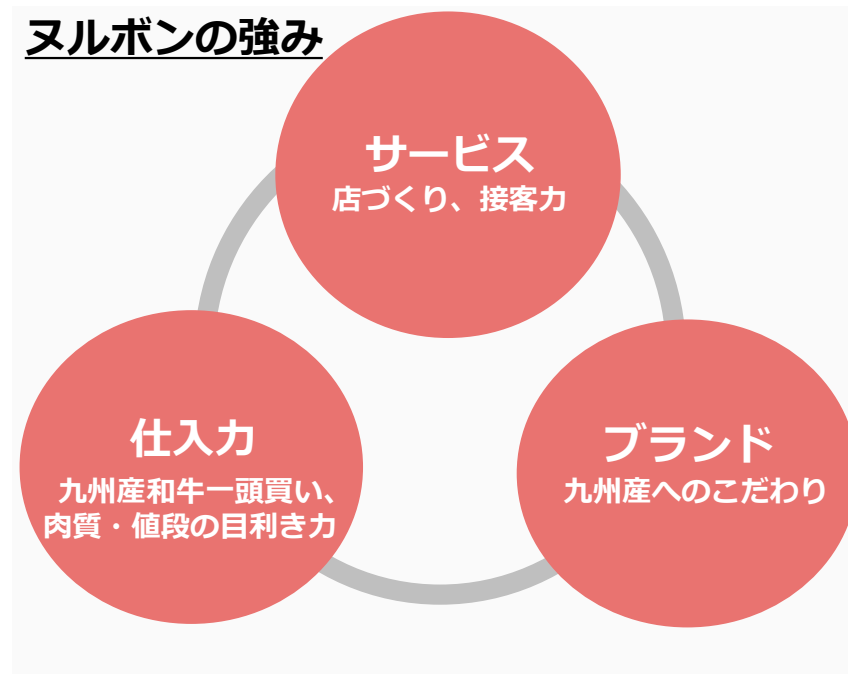 ヌルボンの強み
サービス
店づくり、接客力
仕入力
九州産和牛一頭買い、
肉質・値段の目利き力
ブランド
九州産へのこだわり